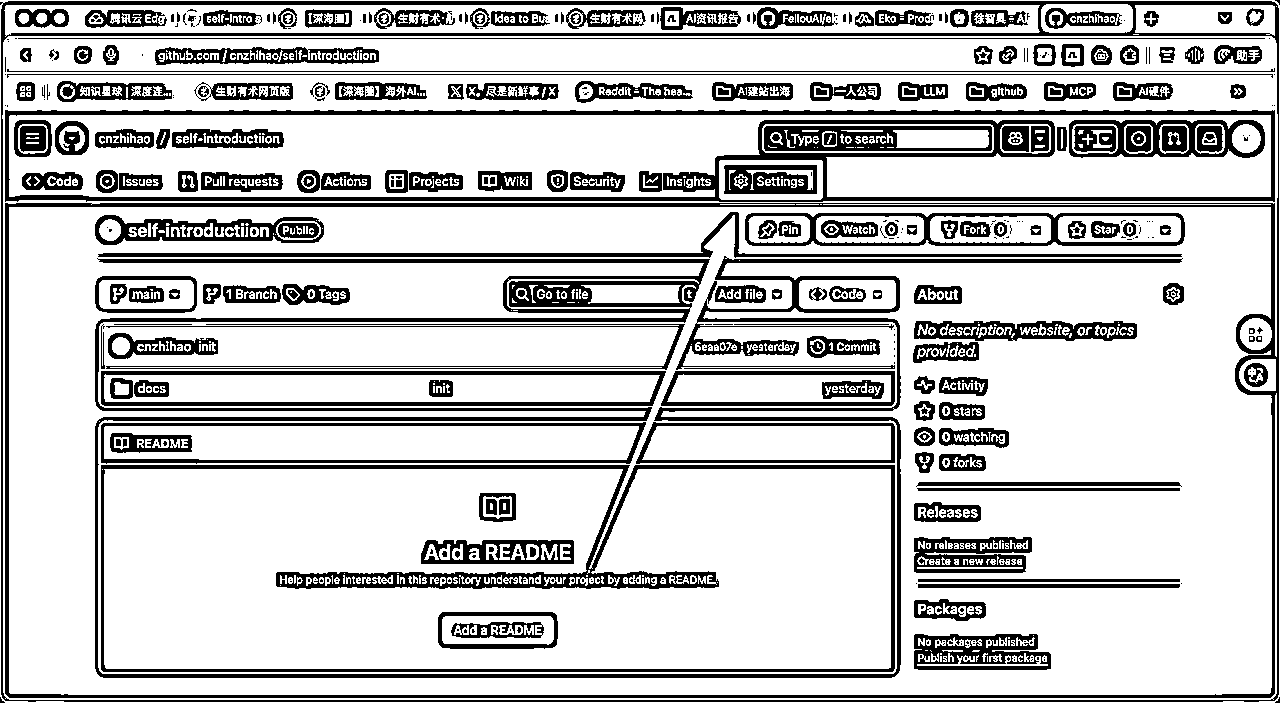 腾讯云 Edg self-intro 【深海圈】 生财有术 Idea to Bu 生财有术网 AI资讯报告 FellouAI/ek Eko = Prod cnzhihao/s
github.com / cnzhihao/self-introductiion 助手
知识星球 | 深度连... 生财有术网页版 【深海圈】海外AI... X 尽是新鲜事 / X Reddit = The hea... AI建站出海 一人公司 LLM github MCP AI硬件
cnzhihao / self-introductiion Type / to search
Code Issues Pull requests Actions Projects Wiki Security Insights Settings
self-introductiion Public Pin Watch 0 Fork 0 Star 0
main 1 Branch 0 Tags Go to file t Add file Code
cnzhihao init 6eaa07e · yesterday 1 Commit
docs init yesterday
README
Add a README
Help people interested in this repository understand your project by adding a README.
Add a README
About
No description, website, or topics
provided.
Activity
0 stars
0 watching
0 forks
Releases
No releases published
Create a new release
Packages
No packages published
Publish your first package